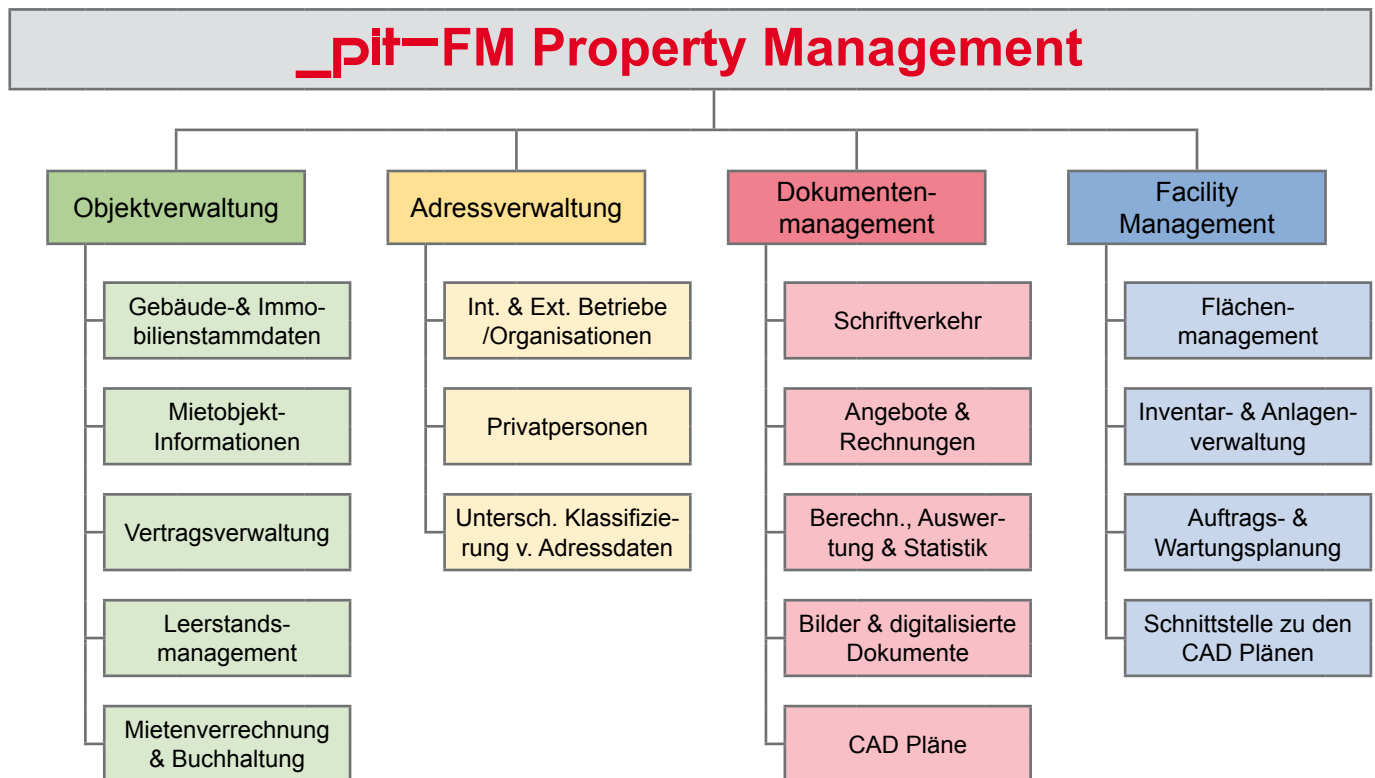 _pit-FM Property Management
Objektverwaltung
Gebäude-& Immo-
bilienstammdaten
Mietobjekt-
Informationen
Vertragsverwaltung
Leerstands-
management
Mietenverrechnung
& Buchhaltung
Adressverwaltung
Int. & Ext. Betriebe
/Organisationen
Privatpersonen
Untersch. Klassifizie-
rung v. Adressdaten
Dokumenten-
management
Schriftverkehr
Angebote &
Rechnungen
Berechn., Auswer-
tung & Statistik
Bilder & digitalisierte
Dokumente
CAD Pläne
Facility
Management
Flächen-
management
Inventar- & Anlagen-
verwaltung
Auftrags- &
Wartungsplanung
Schnittstelle zu den
CAD Plänen